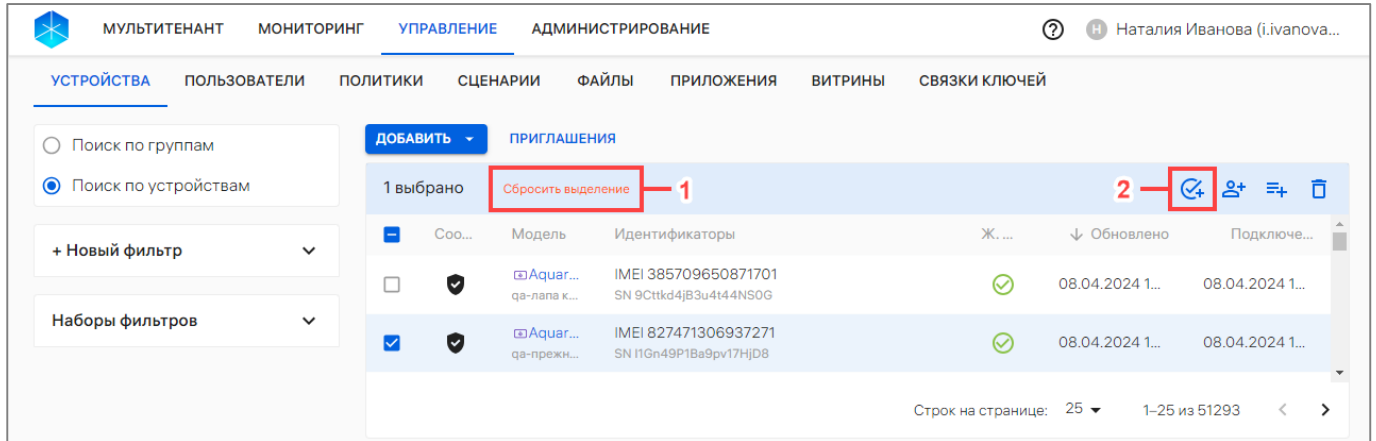 МУЛЬТИТЕНАНТ МОНИТОРИНГ УПРАВЛЕНИЕ АДМИНИСТРИРОВАНИЕ ? Н Наталия Иванова (i.ivanova...
УСТРОЙСТВА ПОЛЬЗОВАТЕЛИ ПОЛИТИКИ СЦЕНАРИИ ФАЙЛЫ ПРИЛОЖЕНИЯ ВИТРИНЫ СВЯЗКИ КЛЮЧЕЙ
Поиск по группам
Поиск по устройствам
+ Новый фильтр
Наборы фильтров
ДОБАВИТЬ ПРИГЛАШЕНИЯ
1 выбрано Сбросить выделение 1 2
Соо... Модель Идентификаторы Ж. ... Обновлено Подключе...
Aquar... IMEI 385709650871701 08.04.2024 1... 08.04.2024 1...
qa-лапа к... SN 9Cttkd4jB3u4t44NS0G
Aquar... IMEI 827471306937271 08.04.2024 1... 08.04.2024 1...
qa-прежн... SN I1Gn49P1Ba9pv17HjD8
Строк на странице: 25 1–25 из 51293